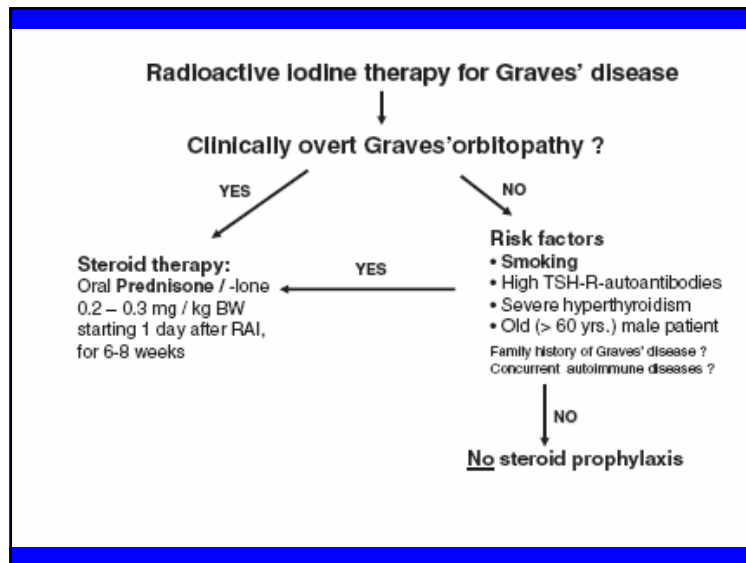 Radioactive iodine therapy for Graves' disease
Clinically overt Graves'orbitopathy ?
YES
NO
Steroid therapy:
Oral Prednisone / -lone
0.2 – 0.3 mg / kg BW
starting 1 day after RAI,
for 6-8 weeks
YES
Risk factors
• Smoking
• High TSH-R-autoantibodies
• Severe hyperthyroidism
• Old (> 60 yrs.) male patient
Family history of Graves' disease ?
Concurrent autoimmune diseases ?
NO
No steroid prophylaxis